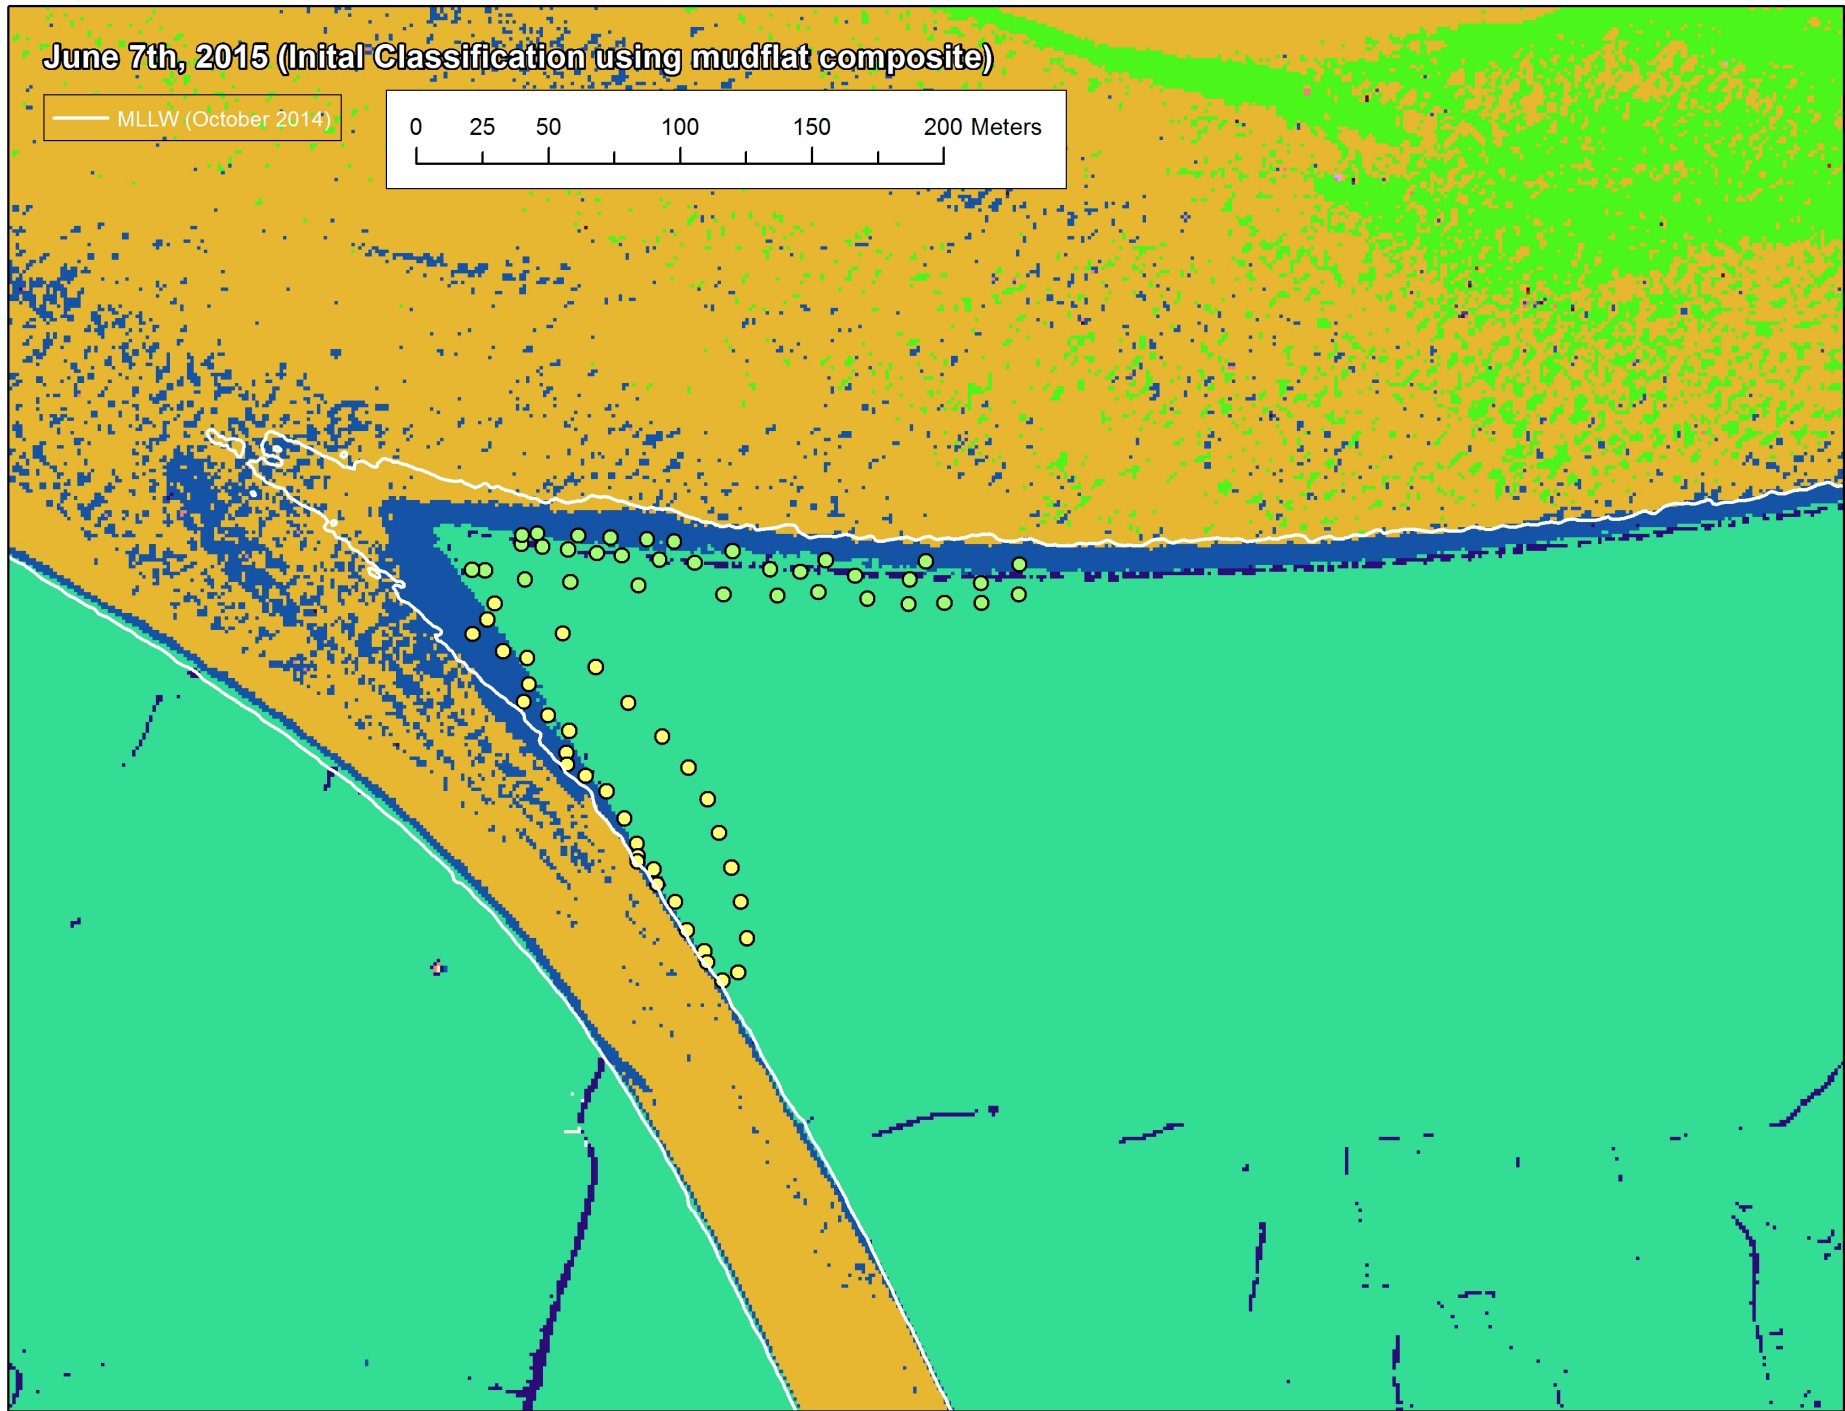 June 7th, 2015 (Inital Classification using mudflat composite)
MLLW (October 2014)
0 25 50 100 150 200 Meters